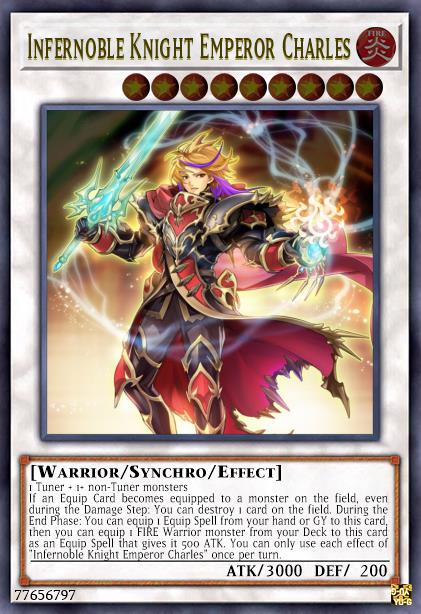 INFERNOBLE KNIGHT EMPEROR CHARLES
FIRE
炎
[WARRIOR/SYNCHRO/EFFECT]
1 Tuner + 1+ non-Tuner monsters
If an Equip Card becomes equipped to a monster on the field, even
during the Damage Step: You can destroy 1 card on the field. During the
End Phase: You can equip 1 Equip Spell from your hand or GY to this card,
then you can equip 1 FIRE Warrior monster from your Deck to this card
as an Equip Spell that gives it 500 ATK. You can only use each effect of
"Infernoble Knight Emperor Charles" once per turn.
ATK/3000 DEF/ 200
77656797